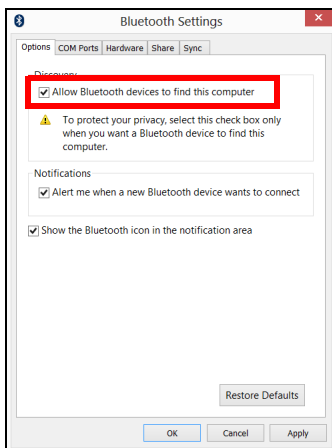 Bluetooth Settings
Options COM Ports Hardware Share Sync
Discovery
Allow Bluetooth devices to find this computer
To protect your privacy, select this check box only
when you want a Bluetooth device to find this
computer.
Notifications
Alert me when a new Bluetooth device wants to connect
Show the Bluetooth icon in the notification area
Restore Defaults
OK Cancel Apply